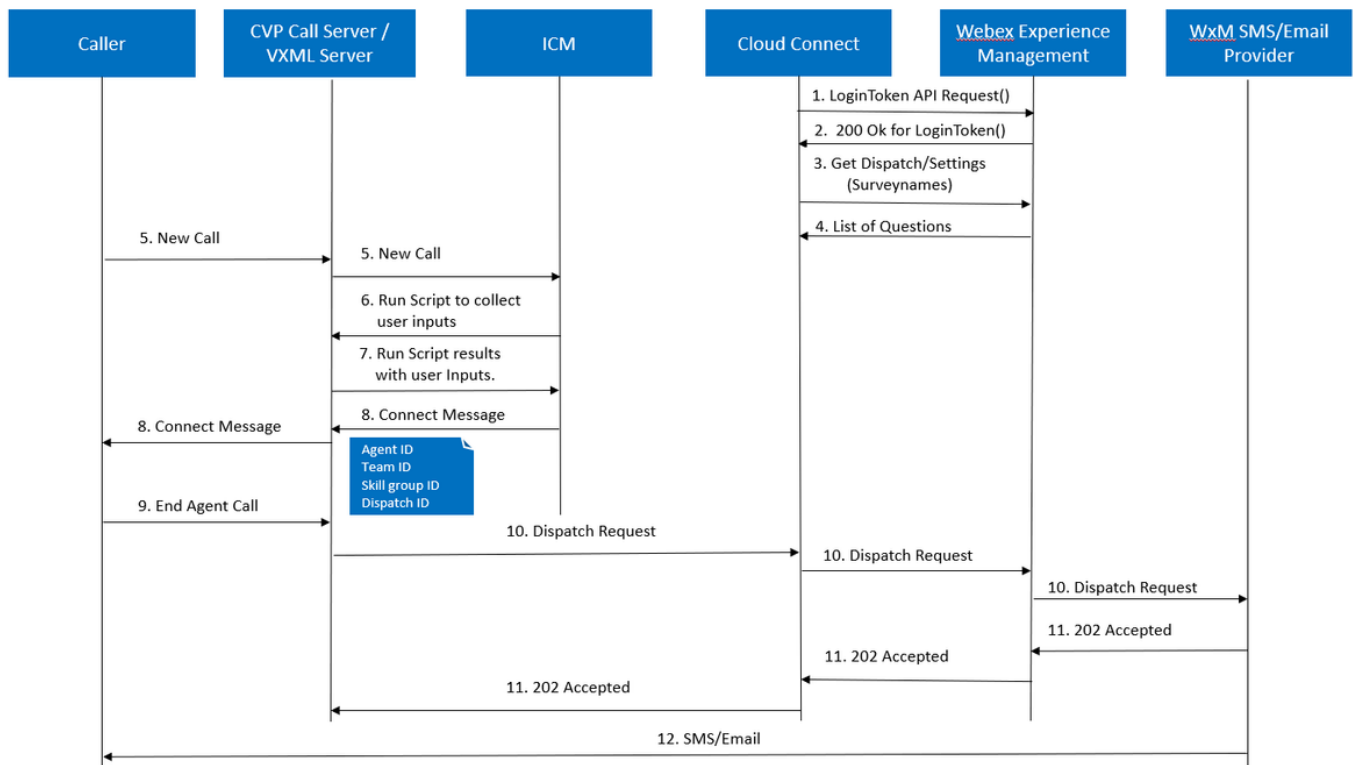 Caller
CVP Call Server /
VXML Server
ICM
Cloud Connect
Webex Experience
Management
WxM SMS/Email
Provider
1. LoginToken API Request()
2. 200 Ok for LoginToken()
3. Get Dispatch/Settings
(Surveynames)
4. List of Questions
5. New Call
5. New Call
6. Run Script to collect
user inputs
7. Run Script results
with user Inputs.
8. Connect Message
8. Connect Message
Agent ID
Team ID
Skill group ID
Dispatch ID
9. End Agent Call
10. Dispatch Request
10. Dispatch Request
10. Dispatch Request
11. 202 Accepted
11. 202 Accepted
11. 202 Accepted
12. SMS/Email